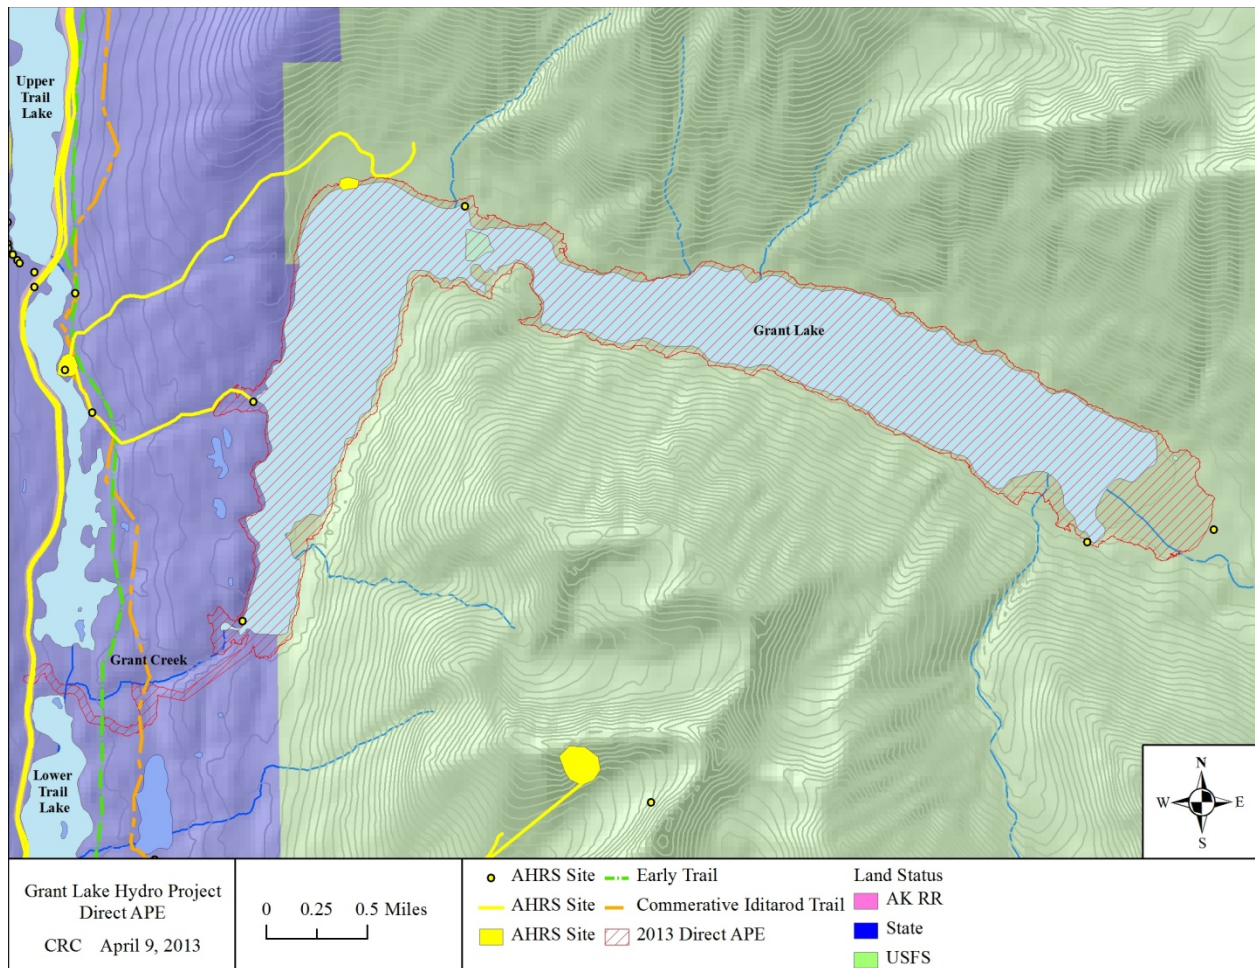 Upper
Trail
Lake
Grant Lake
Grant Creek
Lower
Trail
Lake
N
W E
S
Grant Lake Hydro Project
Direct APE
CRC April 9, 2013
0 0.25 0.5 Miles
AHRS Site
AHRS Site
AHRS Site
Early Trail
Commerative Iditarod Trail
2013 Direct APE
Land Status
AK RR
State
USFS